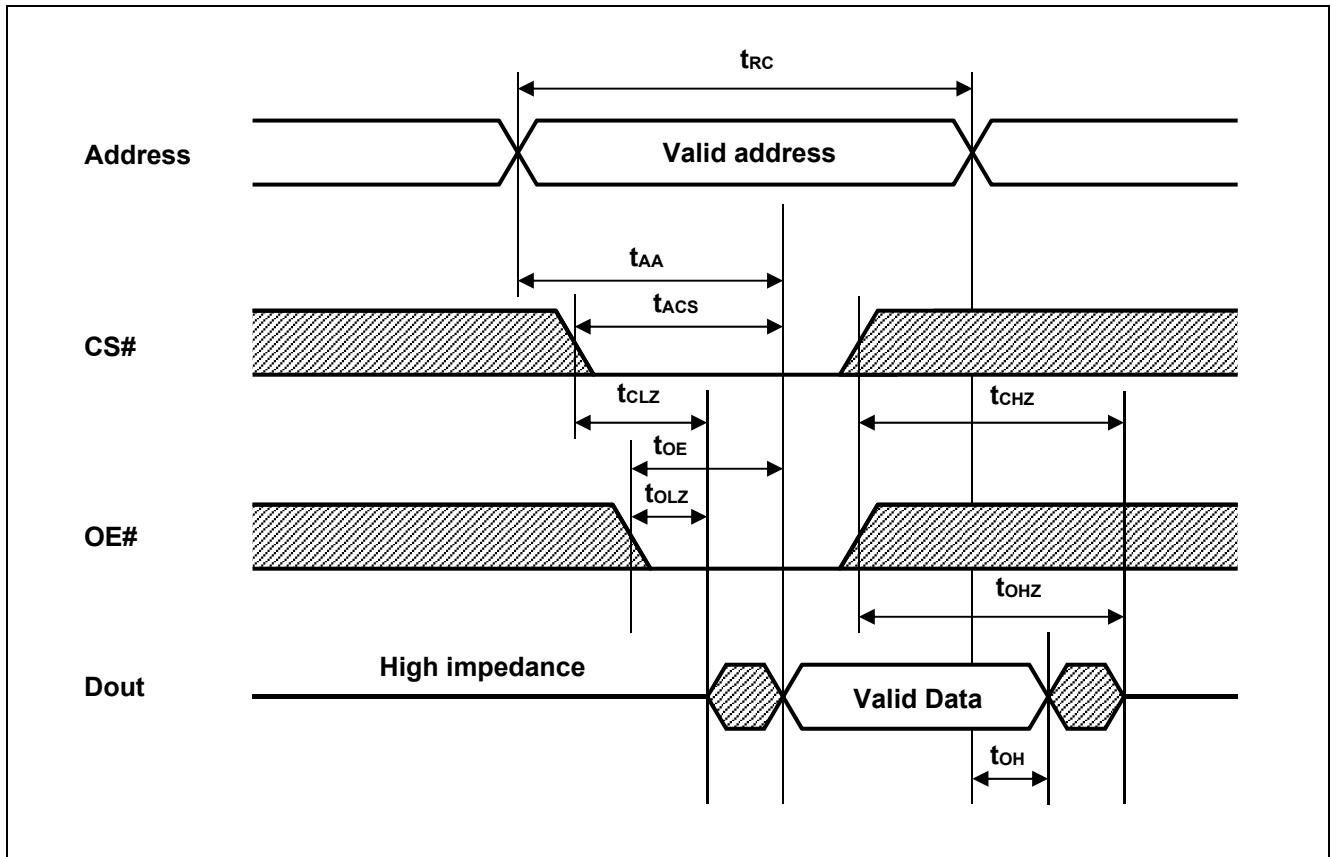 tRC
Address
Valid address
tAA
tACS
CS#
tCLZ
tCHZ
tOE
tOLZ
OE#
tOHZ
High impedance
Dout
Valid Data
tOH